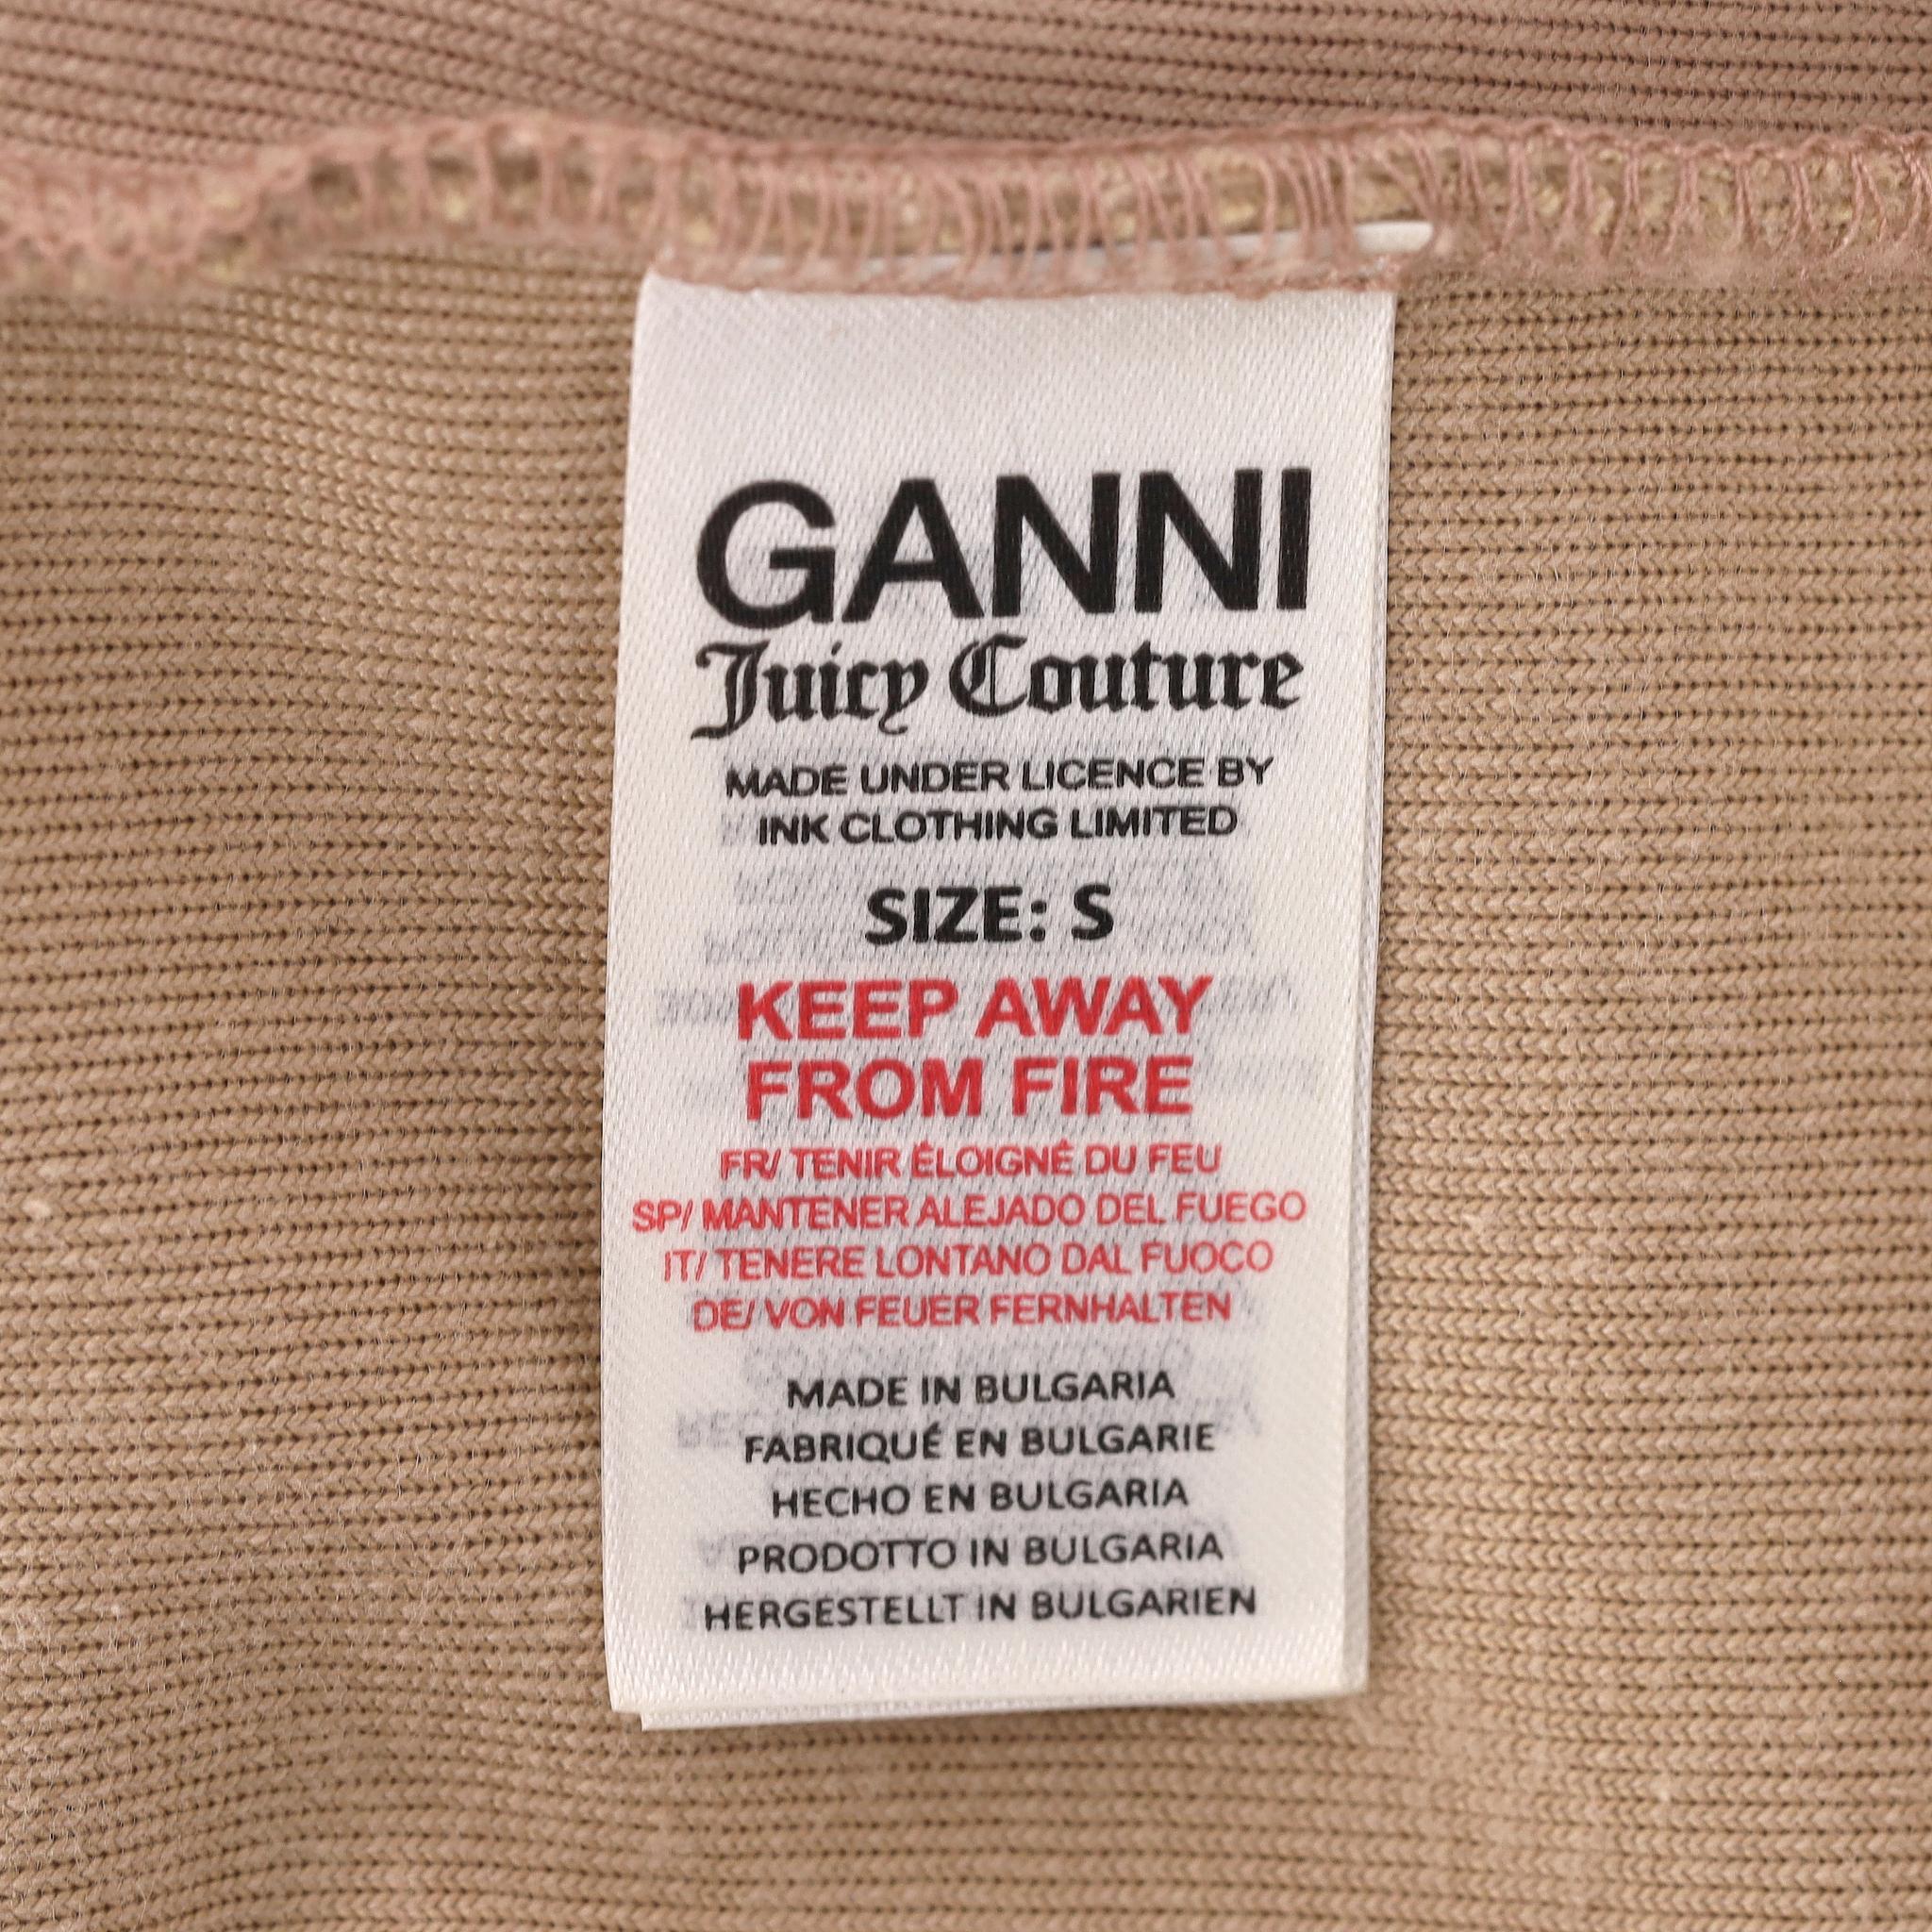 GANNI
Juicy Couture
MADE UNDER LICENCE BY
INK CLOTHING LIMITED
SIZE: S
KEEP AWAY
FROM FIRE
FR/ TENIR ÉLOIGNÉ DU FEU
SP/ MANTENER ALEJADO DEL FUEGO
IT/ TENERE LONTANO DAL FUOCO
DE/ VON FEUER FERNHALTEN
MADE IN BULGARIA
FABRIQUÉ EN BULGARIE
HECHO EN BULGARIA
PRODOTTO IN BULGARIA
HERGESTELLT IN BULGARIEN